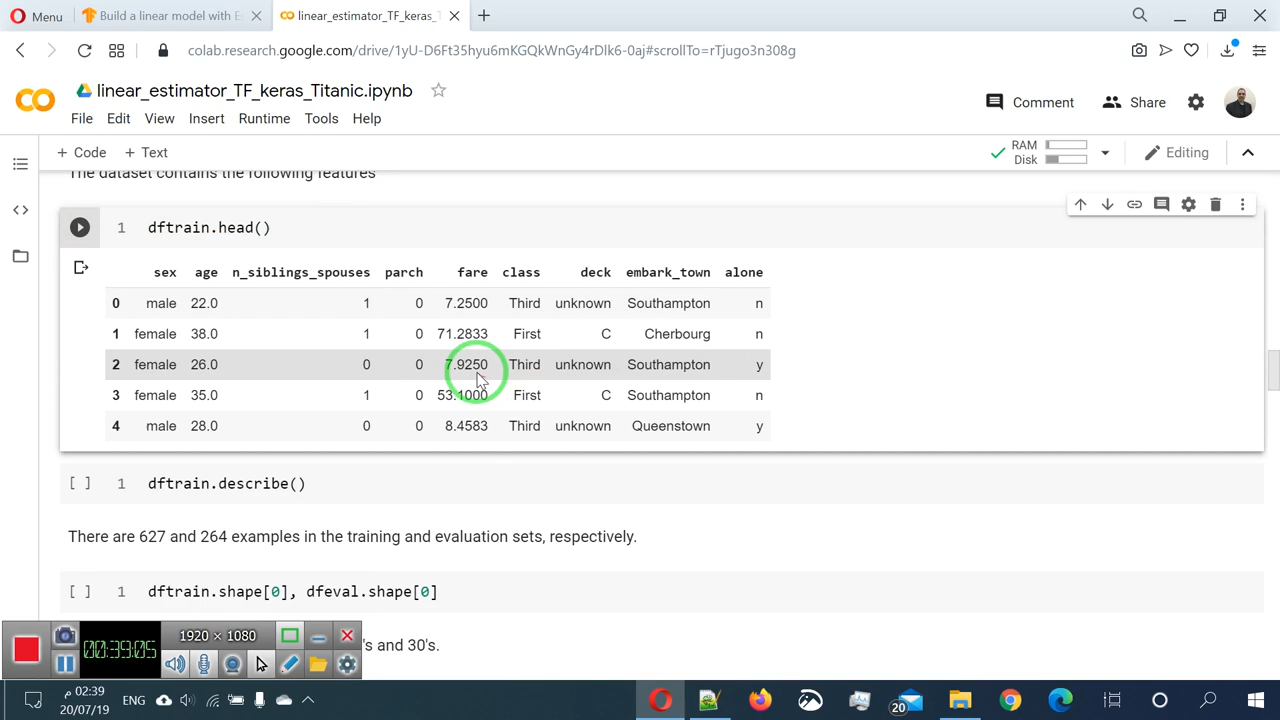 Menu
Build a linear model with Es
linear_estimator_TF_keras_T
colab.research.google.com/drive/1yU-D6Ft35hyu6mKGQkWnGy4rDlk6-0aj#scrollTo=rTjugo3n308g
linear_estimator_TF_keras_Titanic.ipynb
Comment
Share
File Edit View Insert Runtime Tools Help
+ Code + Text
RAM
Disk
Editing
The dataset contains the following features
1 dftrain.head()
sex age n_siblings_spouses parch fare class deck embark_town alone
0 male 22.0 1 0 7.2500 Third unknown Southampton n
1 female 38.0 1 0 71.2833 First C Cherbourg n
2 female 26.0 0 0 7.9250 Third unknown Southampton y
3 female 35.0 1 0 53.1000 First C Southampton n
4 male 28.0 0 0 8.4583 Third unknown Queenstown y
[ ] 1 dftrain.describe()
There are 627 and 264 examples in the training and evaluation sets, respectively.
[ ] 1 dftrain.shape[0], dfeval.shape[0]
's and 30's.
00:39:05
1920 × 1080
ENG
02:39 م
20/07/19
20